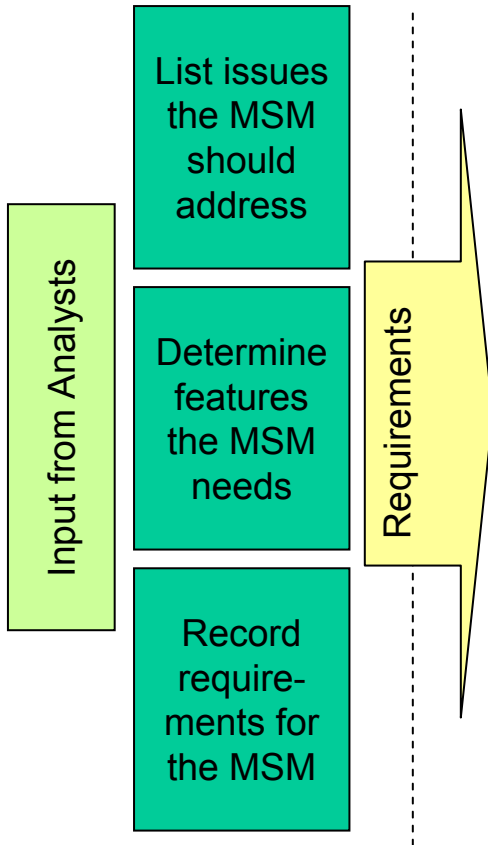 Input from Analysts
List issues
the MSM
should
address
Determine
features
the MSM
needs
Record
require-
ments for
the MSM
Requirements